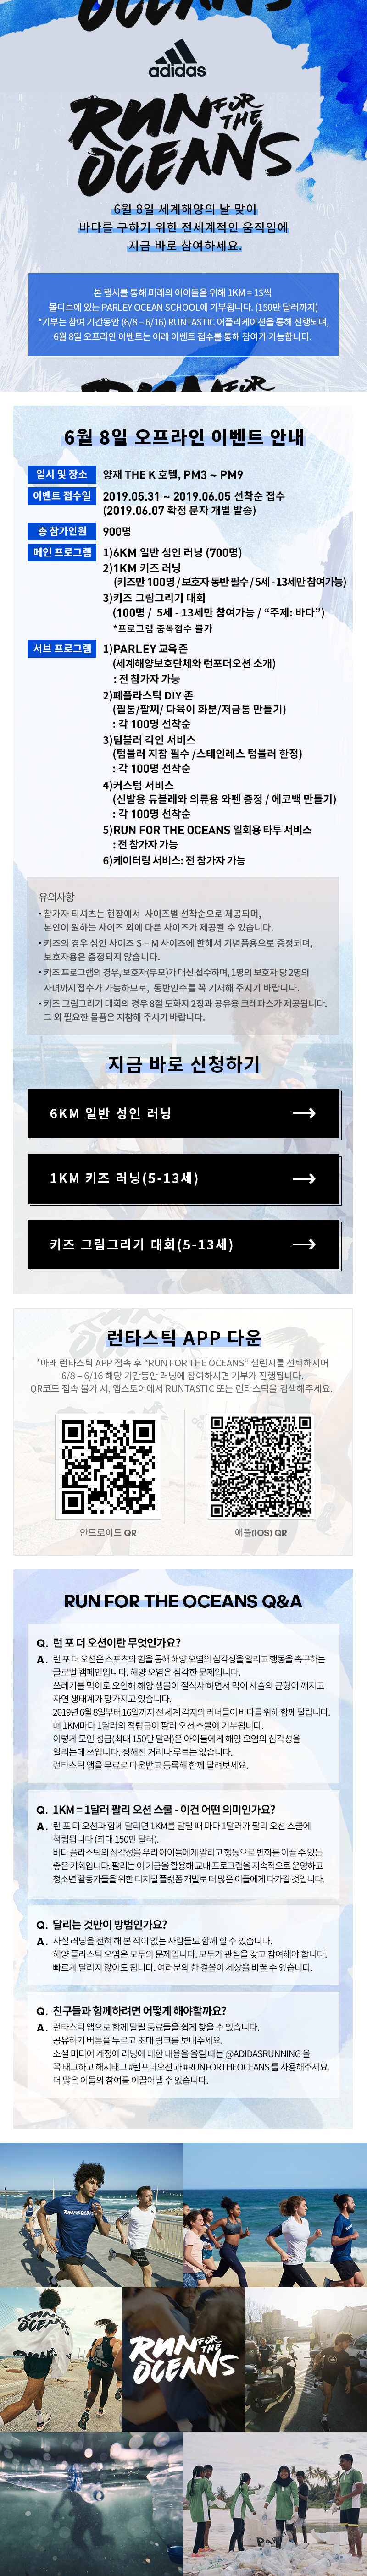 adidas
RUN FOR THE OCEANS
6월 8일 세계해양의 날 맞이
바다를 구하기 위한 전세계적인 움직임에
지금 바로 참여하세요.
본 행사를 통해 미래의 아이들을 위해 1KM = 1$씩
몰디브에 있는 PARLEY OCEAN SCHOOL에 기부됩니다. (150만 달러까지)
*기부는 참여 기간동안 (6/8 – 6/16) RUNTASTIC 어플리케이션을 통해 진행되며,
6월 8일 오프라인 이벤트는 아래 이벤트 접수를 통해 참여가 가능합니다.
6월 8일 오프라인 이벤트 안내
일시 및 장소 양재 THE K 호텔, PM3 ~ PM9
이벤트 접수일 2019.05.31 ~ 2019.06.05 선착순 접수
(2019.06.07 확정 문자 개별 발송)
총 참가인원 900명
메인 프로그램 1)6KM 일반 성인 러닝 (700명)
2)1KM 키즈 러닝
(키즈만 100명 / 보호자 동반 필수 / 5세 - 13세만 참여가능)
3)키즈 그림그리기 대회
(100명 / 5세 - 13세만 참여가능 / “주제: 바다”)
*프로그램 중복접수 불가
서브 프로그램 1)PARLEY 교육 존
(세계해양보호단체와 런포더오션 소개)
: 전 참가자 가능
2)폐플라스틱 DIY 존
(필통/팔찌/ 다육이 화분/저금통 만들기)
: 각 100명 선착순
3)텀블러 각인 서비스
(텀블러 지참 필수 /스테인레스 텀블러 한정)
: 각 100명 선착순
4)커스텀 서비스
(신발용 듀블레와 의류용 와펜 증정 / 에코백 만들기)
: 각 100명 선착순
5)RUN FOR THE OCEANS 일회용 타투 서비스
: 전 참가자 가능
6)케이터링 서비스: 전 참가자 가능
유의사항
· 참가자 티셔츠는 현장에서 사이즈별 선착순으로 제공되며,
본인이 원하는 사이즈 외에 다른 사이즈가 제공될 수 있습니다.
· 키즈의 경우 성인 사이즈 S – M 사이즈에 한해서 기념품용으로 증정되며,
보호자용은 증정되지 않습니다.
· 키즈 프로그램의 경우, 보호자(부모)가 대신 접수하며, 1명의 보호자 당 2명의
자녀까지 접수가 가능하므로, 동반인수를 꼭 기재해 주시기 바랍니다.
· 키즈 그림그리기 대회의 경우 8절 도화지 2장과 공유용 크레파스가 제공됩니다.
그 외 필요한 물품은 지참해 주시기 바랍니다.
지금 바로 신청하기
6KM 일반 성인 러닝
1KM 키즈 러닝(5-13세)
키즈 그림그리기 대회(5-13세)
런타스틱 APP 다운
*아래 런타스틱 APP 접속 후 “RUN FOR THE OCEANS” 챌린지를 선택하시어
6/8 – 6/16 해당 기간동안 러닝에 참여하시면 기부가 진행됩니다.
QR코드 접속 불가 시, 앱스토어에서 RUNTASTIC 또는 런타스틱을 검색해주세요.
안드로이드 QR
애플(IOS) QR
RUN FOR THE OCEANS Q&A
Q. 런 포 더 오션이란 무엇인가요?
A. 런 포 더 오션은 스포츠의 힘을 통해 해양 오염의 심각성을 알리고 행동을 촉구하는
글로벌 캠페인입니다. 해양 오염은 심각한 문제입니다.
쓰레기를 먹이로 오인해 해양 생물이 질식사 하면서 먹이 사슬의 균형이 깨지고
자연 생태계가 망가지고 있습니다.
2019년 6월 8일부터 16일까지 전 세계 각지의 러너들이 바다를 위해 함께 달립니다.
매 1KM마다 1달러의 적립금이 팔리 오션 스쿨에 기부됩니다.
이렇게 모인 성금(최대 150만 달러)은 아이들에게 해양 오염의 심각성을
알리는데 쓰입니다. 정해진 거리나 루트는 없습니다.
런타스틱 앱을 무료로 다운받고 등록해 함께 달려보세요.
Q. 1KM = 1달러 팔리 오션 스쿨 - 이건 어떤 의미인가요?
A. 런 포 더 오션과 함께 달리면 1KM를 달릴 때 마다 1달러가 팔리 오션 스쿨에
적립됩니다 (최대 150만 달러).
바다 플라스틱의 심각성을 우리 아이들에게 알리고 행동으로 변화를 이끌 수 있는
좋은 기회입니다. 팔리는 이 기금을 활용해 교내 프로그램을 지속적으로 운영하고
청소년 활동가들을 위한 디지털 플랫폼 개발로 더 많은 이들에게 다가갈 것입니다.
Q. 달리는 것만이 방법인가요?
A. 사실 러닝을 전혀 해 본 적이 없는 사람들도 함께 할 수 있습니다.
해양 플라스틱 오염은 모두의 문제입니다. 모두가 관심을 갖고 참여해야 합니다.
빠르게 달리지 않아도 됩니다. 여러분의 한 걸음이 세상을 바꿀 수 있습니다.
Q. 친구들과 함께하려면 어떻게 해야할까요?
A. 런타스틱 앱으로 함께 달릴 동료들을 쉽게 찾을 수 있습니다.
공유하기 버튼을 누르고 초대 링크를 보내주세요.
소셜 미디어 계정에 러닝에 대한 내용을 올릴 때는 @ADIDASRUNNING 을
꼭 태그하고 해시태그 #런포더오션 과 #RUNFORTHEOCEANS 를 사용해주세요.
더 많은 이들의 참여를 이끌어낼 수 있습니다.
RUN FOR THE OCEANS